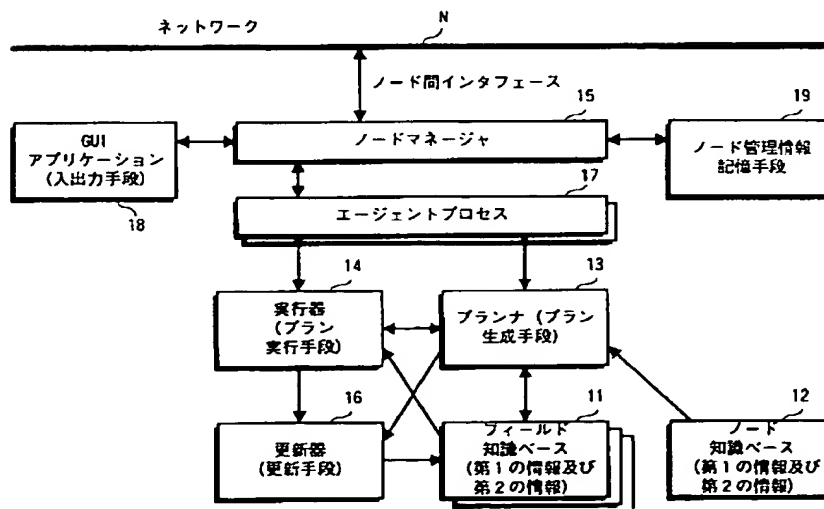 ネットワーク
N
ノード間インタフェース
15
ノードマネージャ
19
ノード管理情報
記憶手段
GUI
アプリケーション
(入出力手段)
18
17
エージェントプロセス
14
実行器
(プラン
実行手段)
13
プランナ (プラン
生成手段)
16
更新器
(更新手段)
11
フィールド
知識ベース
(第1の情報及び
第2の情報)
12
ノード
知識ベース
(第1の情報及び
第2の情報)